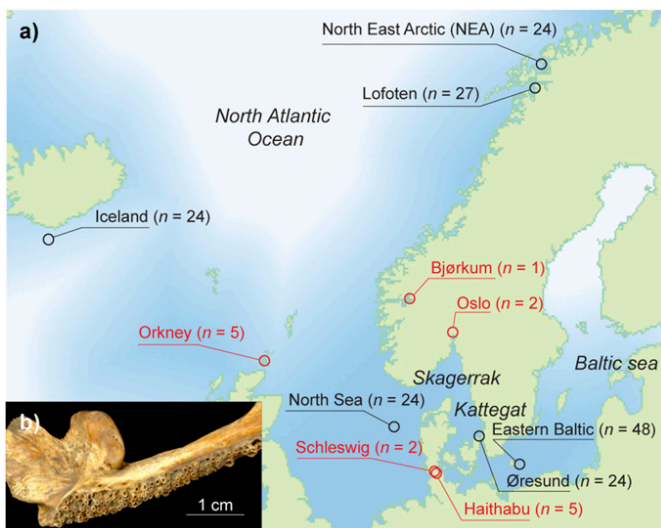 a)
North East Arctic (NEA) (n = 24)
Lofoten (n = 27)
North Atlantic
Ocean
Iceland (n = 24)
Bjørkum (n = 1)
Oslo (n = 2)
Orkney (n = 5)
Skagerrak
Baltic sea
North Sea (n = 24)
Kattegat
Eastern Baltic (n = 48)
Schleswig (n = 2)
Øresund (n = 24)
Haithabu (n = 5)
b)
1 cm